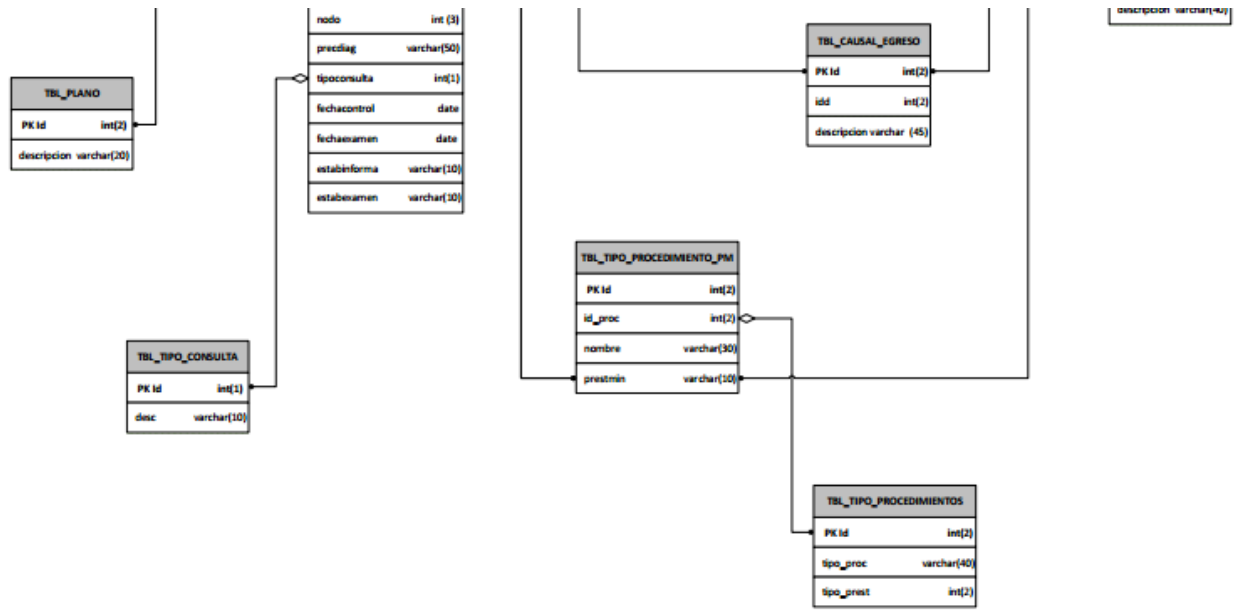 nodo int (3)
precdiag varchar(50)
tipoconsulta int(1)
fechacontrol date
fechaexamen date
estabinforma varchar(10)
estabexamen varchar(10)
descripcion varchar(40)
TBL_CAUSAL_EGRESO
PK Id int(2)
idd int(2)
descripcion varchar (45)
TBL_PLANO
PK Id int(2)
descripcion varchar(20)
TBL_TIPO_PROCEDIMIENTO_PM
PK Id int(2)
id_proc int(2)
nombre varchar(30)
prestmin varchar(10)
TBL_TIPO_CONSULTA
PK Id int(1)
desc varchar(10)
TBL_TIPO_PROCEDIMIENTOS
PK Id int(2)
tipo_proc varchar(40)
tipo_prest int(2)